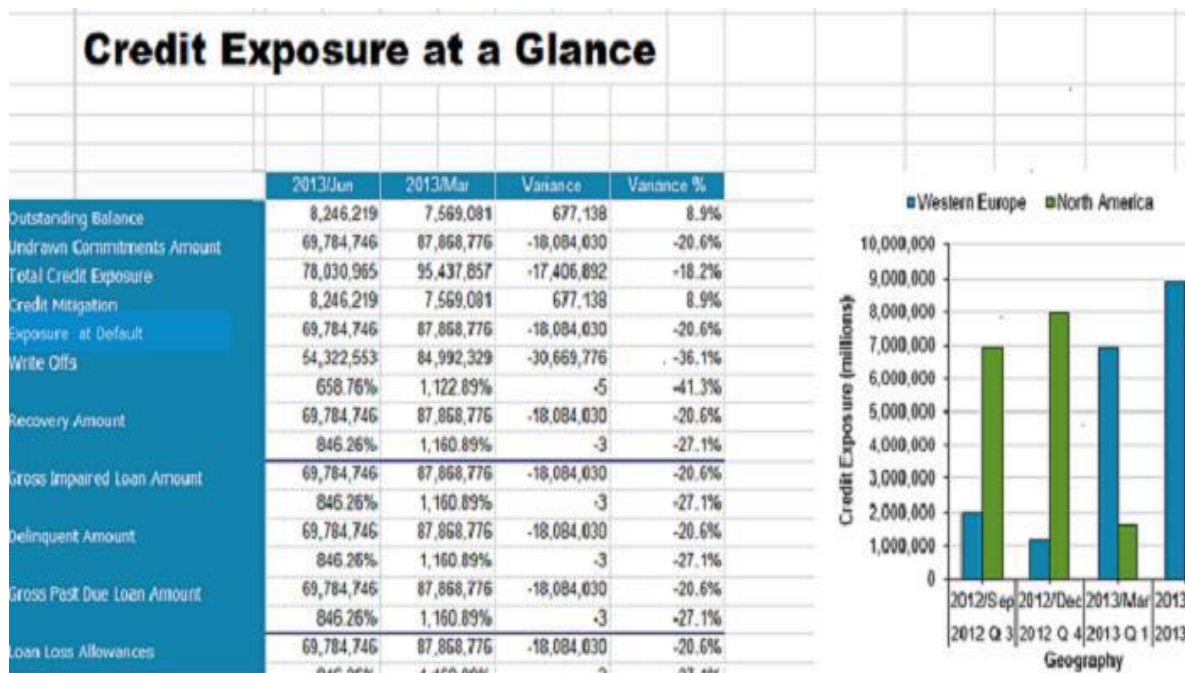 Credit Exposure at a Glance
2013/Jun 2013/Mar Variance Variance %
Outstanding Balance 8,246,219 7,569,081 677,138 8.9%
Undrawn Commitments Amount 69,784,746 87,868,776 -18,084,030 -20.6%
Total Credit Exposure 78,030,965 95,437,857 -17,406,892 -18.2%
Credit Mitigation 8,246,219 7,569,081 677,138 8.9%
Exposure at Default 69,784,746 87,868,776 -18,084,030 -20.6%
Write Offs 54,322,553 84,992,329 -30,669,776 -36.1%
658.76% 1,122.89% -5 -41.3%
Recovery Amount 69,784,746 87,868,776 -18,084,030 -20.6%
846.26% 1,160.89% -3 -27.1%
Gross Impaired Loan Amount 69,784,746 87,868,776 -18,084,030 -20.6%
846.26% 1,160.89% -3 -27.1%
Delinquent Amount 69,784,746 87,868,776 -18,084,030 -20.6%
846.26% 1,160.89% -3 -27.1%
Gross Past Due Loan Amount 69,784,746 87,868,776 -18,084,030 -20.6%
846.26% 1,160.89% -3 -27.1%
Loan Loss Allowances 69,784,746 87,868,776 -18,084,030 -20.6%
Western Europe North America
Credit Exposure (millions)
10,000,000
9,000,000
8,000,000
7,000,000
6,000,000
5,000,000
4,000,000
3,000,000
2,000,000
1,000,000
0
2012/Sep 2012/Dec 2013/Mar 2013
2012 Q 3 2012 Q 4 2013 Q 1 2013
Geography